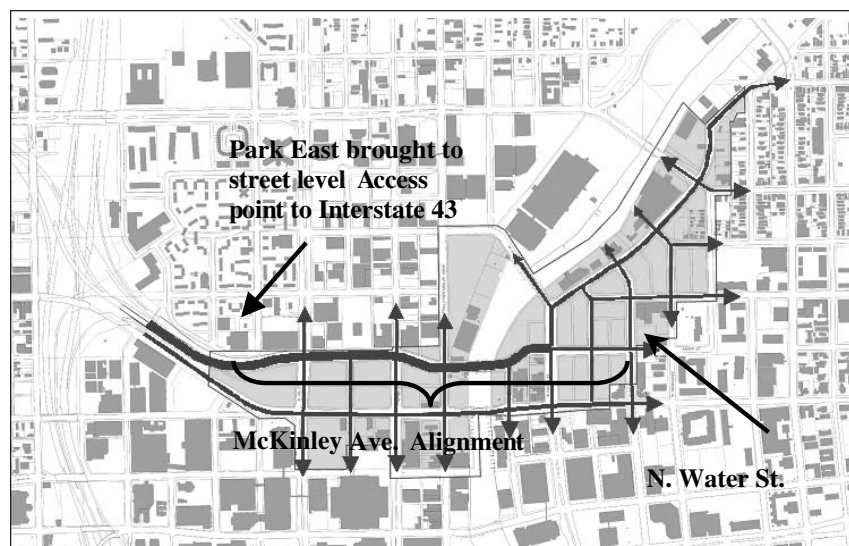 Park East brought to
street level Access
point to Interstate 43
McKinley Ave. Alignment
N. Water St.